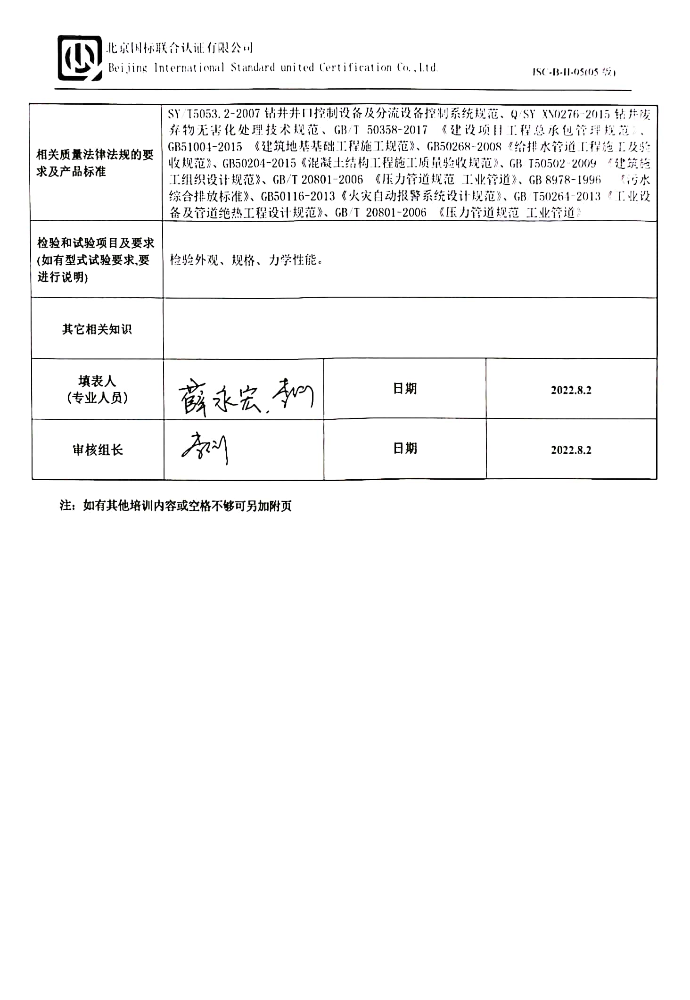 北京国标联合认证有限公司
Beijing International Standard united Certification Co.,Ltd.
ISC-B-II-05(05 版)
相关质量法律法规的要
求及产品标准
SY/T5053.2-2007 钻井井口控制设备及分流设备控制系统规范、Q/SY XN0276-2015 钻井废
弃物无害化处理技术规范、GB/T 50358-2017 《建设项目工程总承包管理规范》、
GB51004-2015 《建筑地基基础工程施工规范》、GB50268-2008《给排水管道工程施工及验
收规范》、GB50204-2015《混凝土结构工程施工质量验收规范》、GB/T50502-2009 《建筑施
工组织设计规范》、GB/T 20801-2006 《压力管道规范 工业管道》、GB 8978-1996 《污水
综合排放标准》、GB50116-2013《火灾自动报警系统设计规范》、GB/T50264-2013《工业设
备及管道绝热工程设计规范》、GB/T 20801-2006 《压力管道规范 工业管道》
检验和试验项目及要求
(如有型式试验要求,要
进行说明)
检验外观、规格、力学性能。
其它相关知识
填表人
(专业人员)
薛永宏.
日期
2022.8.2
审核组长
日期
2022.8.2
注：如有其他培训内容或空格不够可另加附页